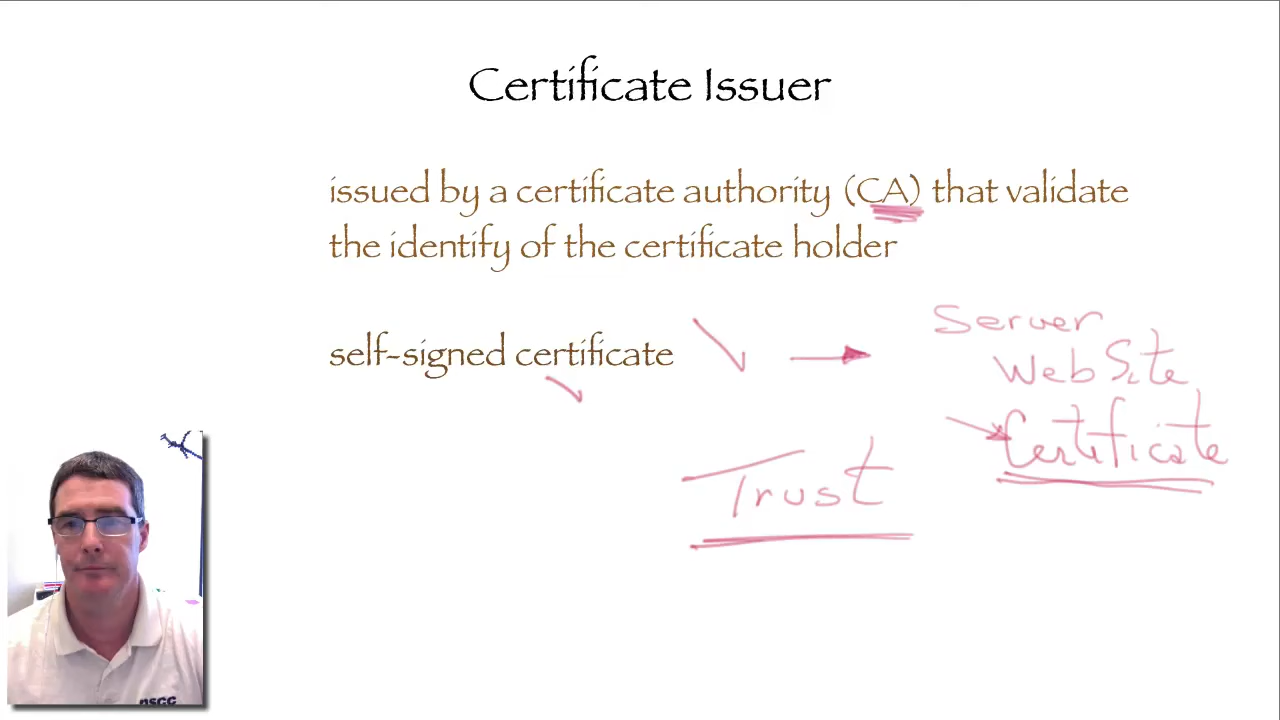 Certificate Issuer
issued by a certificate authority (CA) that validate
the identify of the certificate holder
self-signed certificate
Server
Web Site
Certificate
Trust
nscc